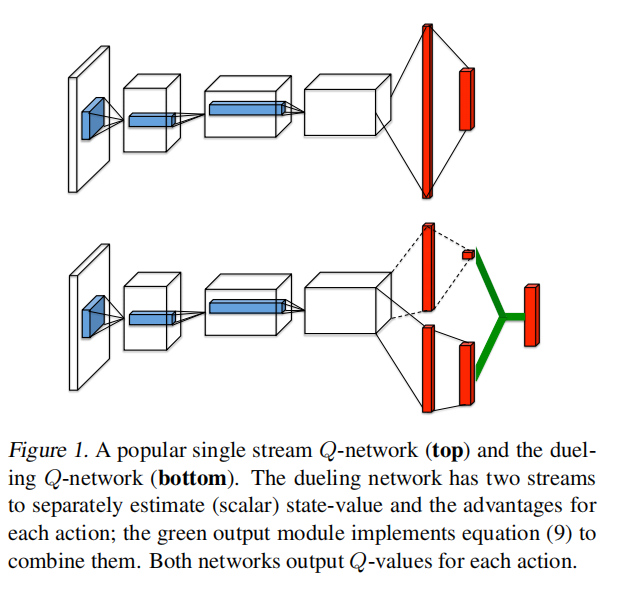 Figure 1. A popular single stream Q-network (top) and the duel-
ing Q-network (bottom). The dueling network has two streams
to separately estimate (scalar) state-value and the advantages for
each action; the green output module implements equation (9) to
combine them. Both networks output Q-values for each action.